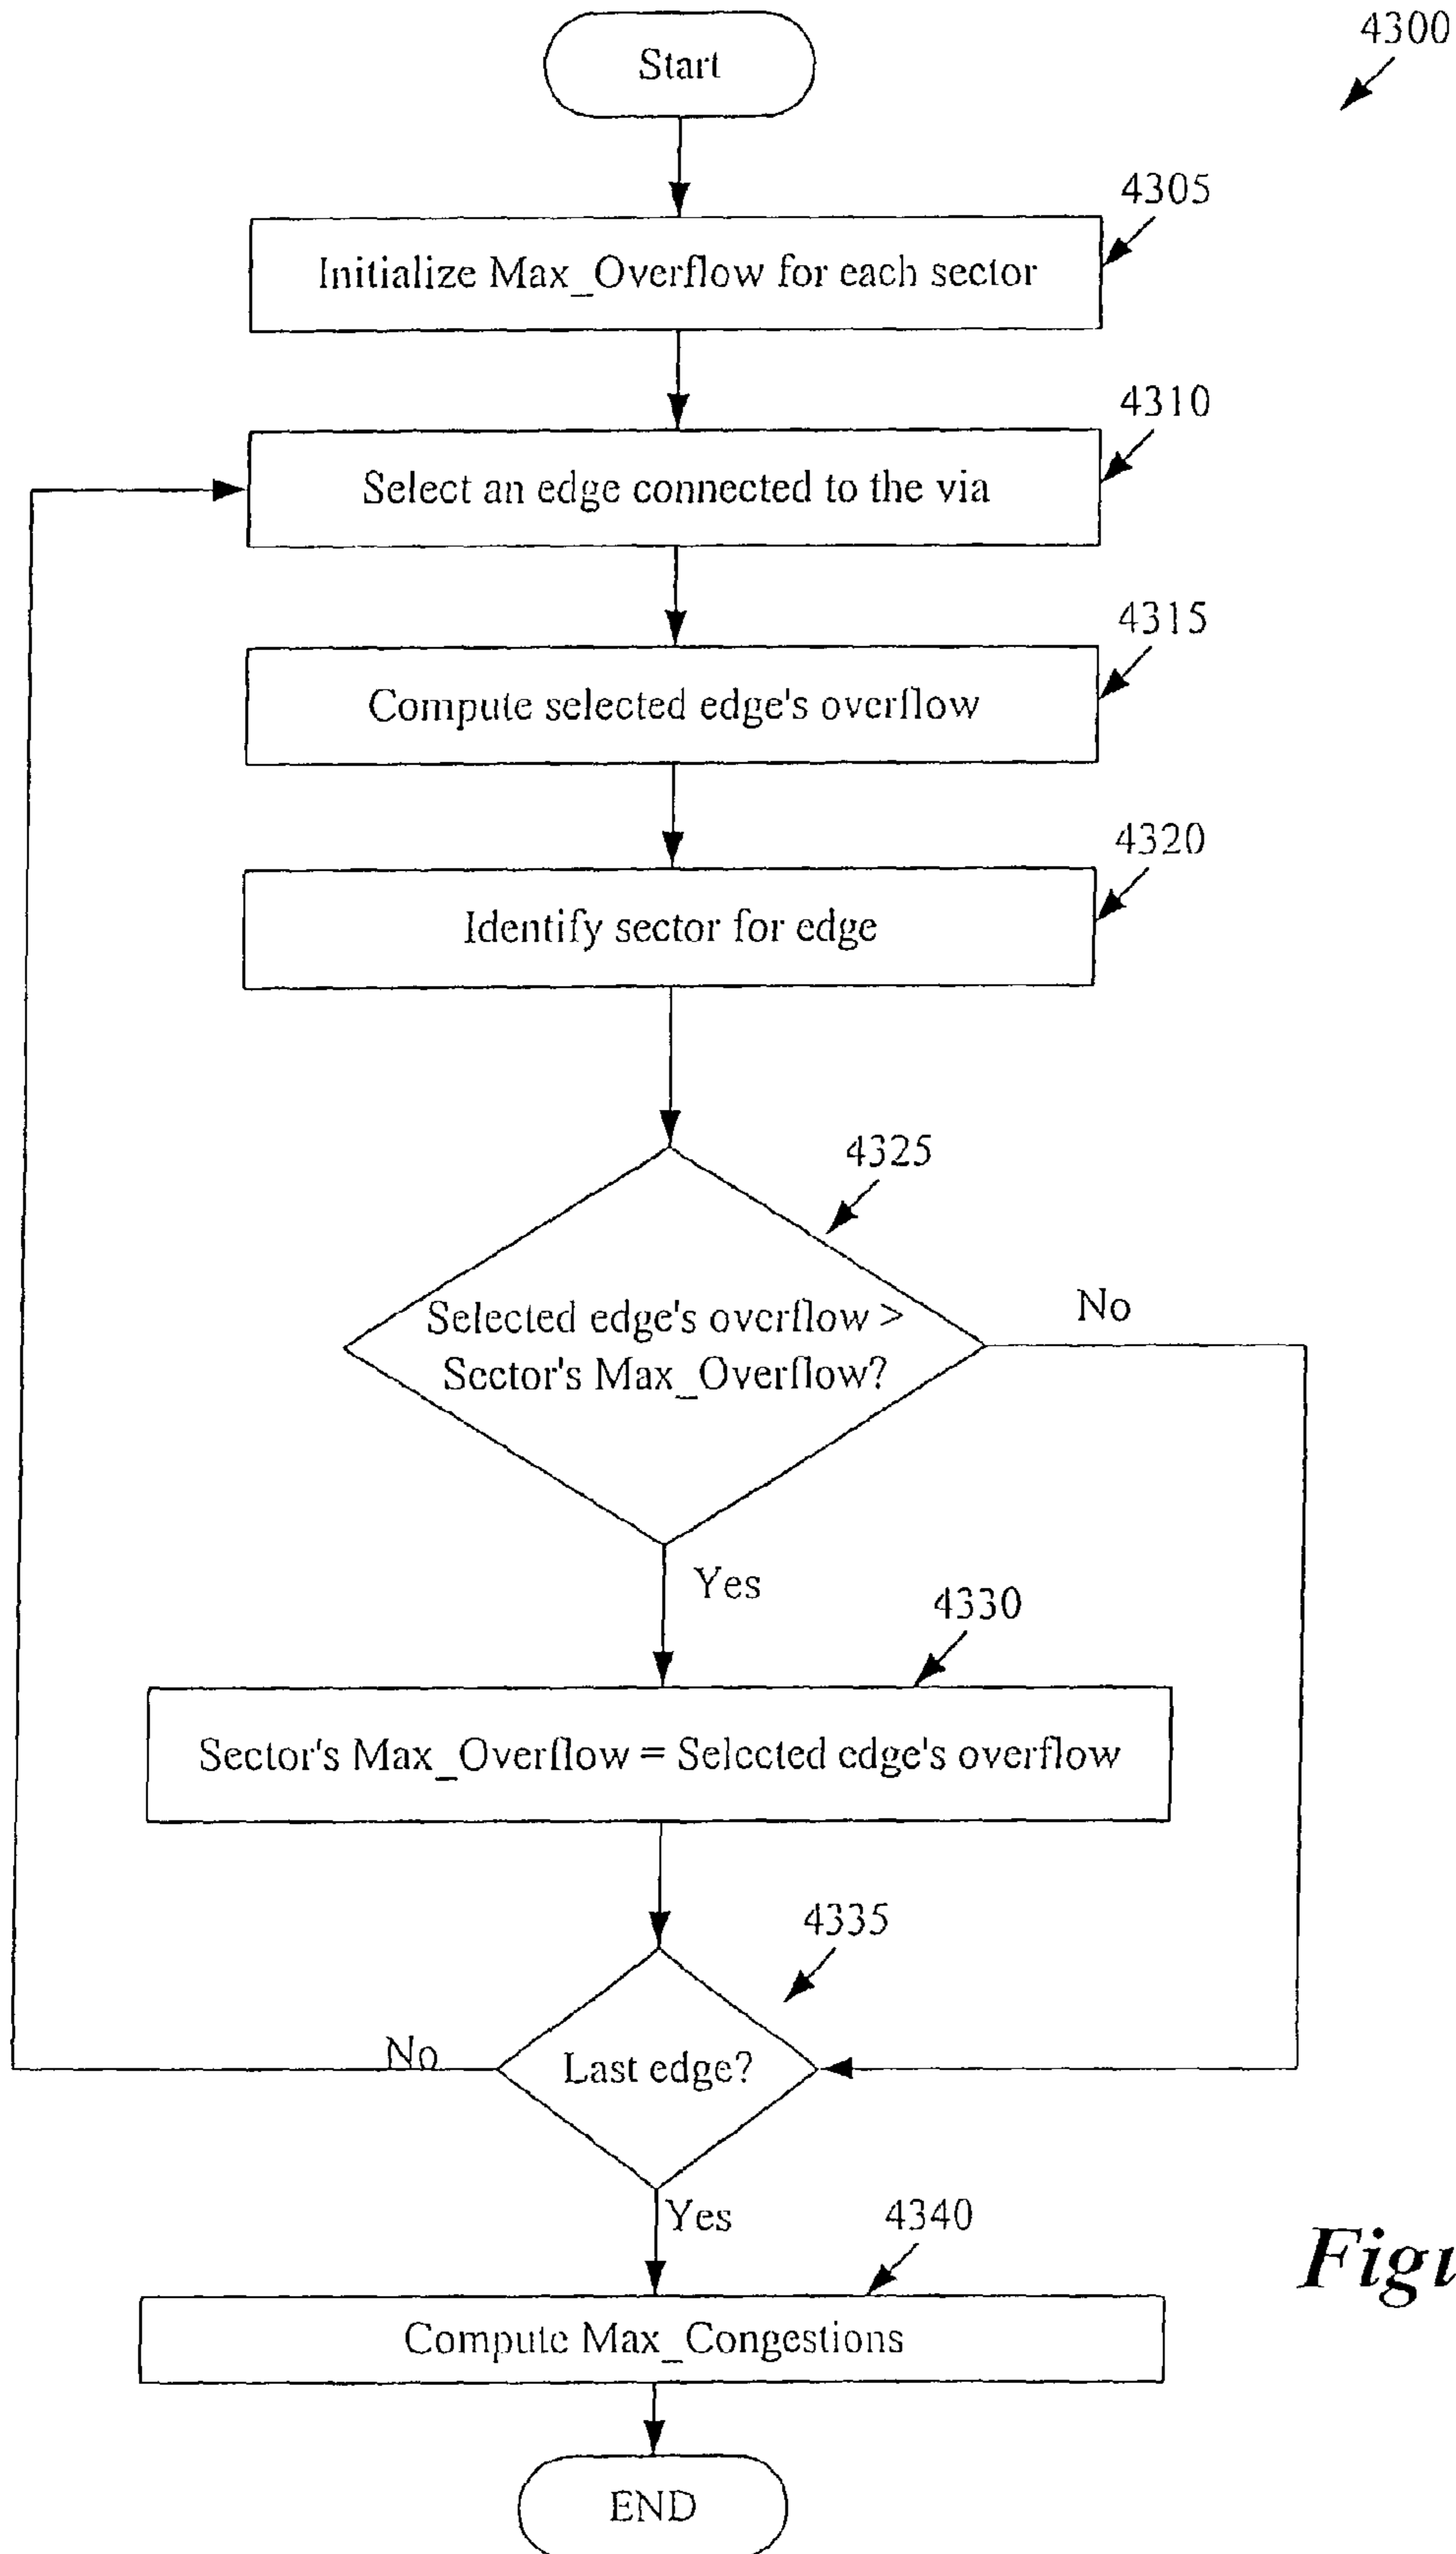 4300
Start
4305
Initialize Max_Overflow for each sector
4310
Select an edge connected to the via
4315
Compute selected edge's overflow
4320
Identify sector for edge
4325
Selected edge's overflow >
Sector's Max_Overflow?
No
Yes
4330
Sector's Max_Overflow = Selected edge's overflow
4335
No
Last edge?
Yes
4340
Compute Max_Congestions
END